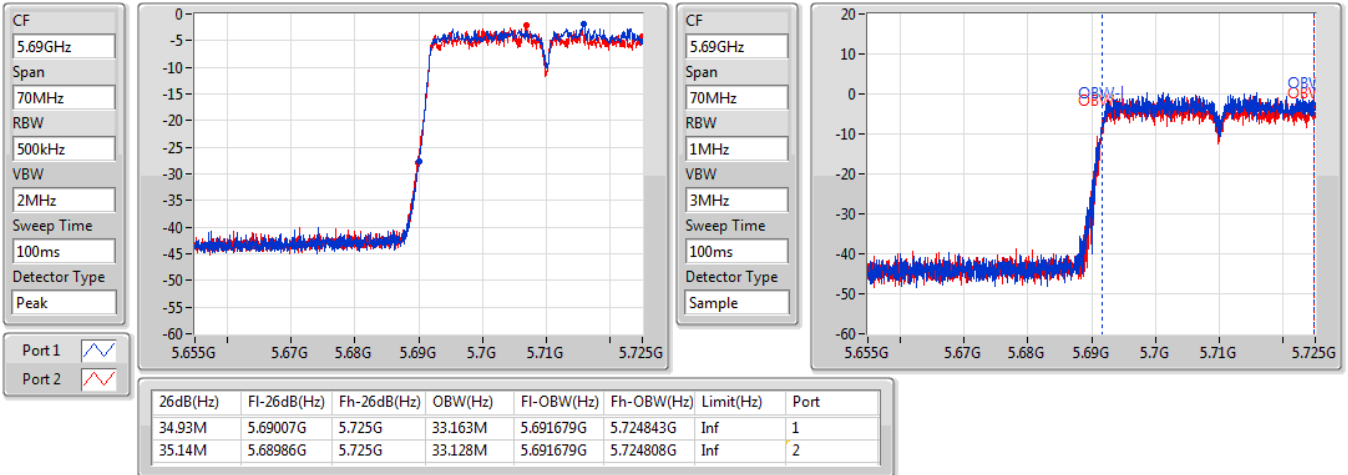 CF
5.69GHz
Span
70MHz
RBW
500kHz
VBW
2MHz
Sweep Time
100ms
Detector Type
Peak
0
-5
-10
-15
-20
-25
-30
-35
-40
-45
-50
-55
-60
5.655G 5.67G 5.68G 5.69G 5.7G 5.71G 5.725G
CF
5.69GHz
Span
70MHz
RBW
1MHz
VBW
3MHz
Sweep Time
100ms
Detector Type
Sample
20
10
0
-10
-20
-30
-40
-50
-60
OBW-l
OBW
OBW
OBW
5.655G 5.67G 5.68G 5.69G 5.7G 5.71G 5.725G
Port 1
Port 2
26dB(Hz) Fl-26dB(Hz) Fh-26dB(Hz) OBW(Hz) Fl-OBW(Hz) Fh-OBW(Hz) Limit(Hz) Port
34.93M 5.69007G 5.725G 33.163M 5.691679G 5.724843G Inf 1
35.14M 5.68986G 5.725G 33.128M 5.691679G 5.724808G Inf 2